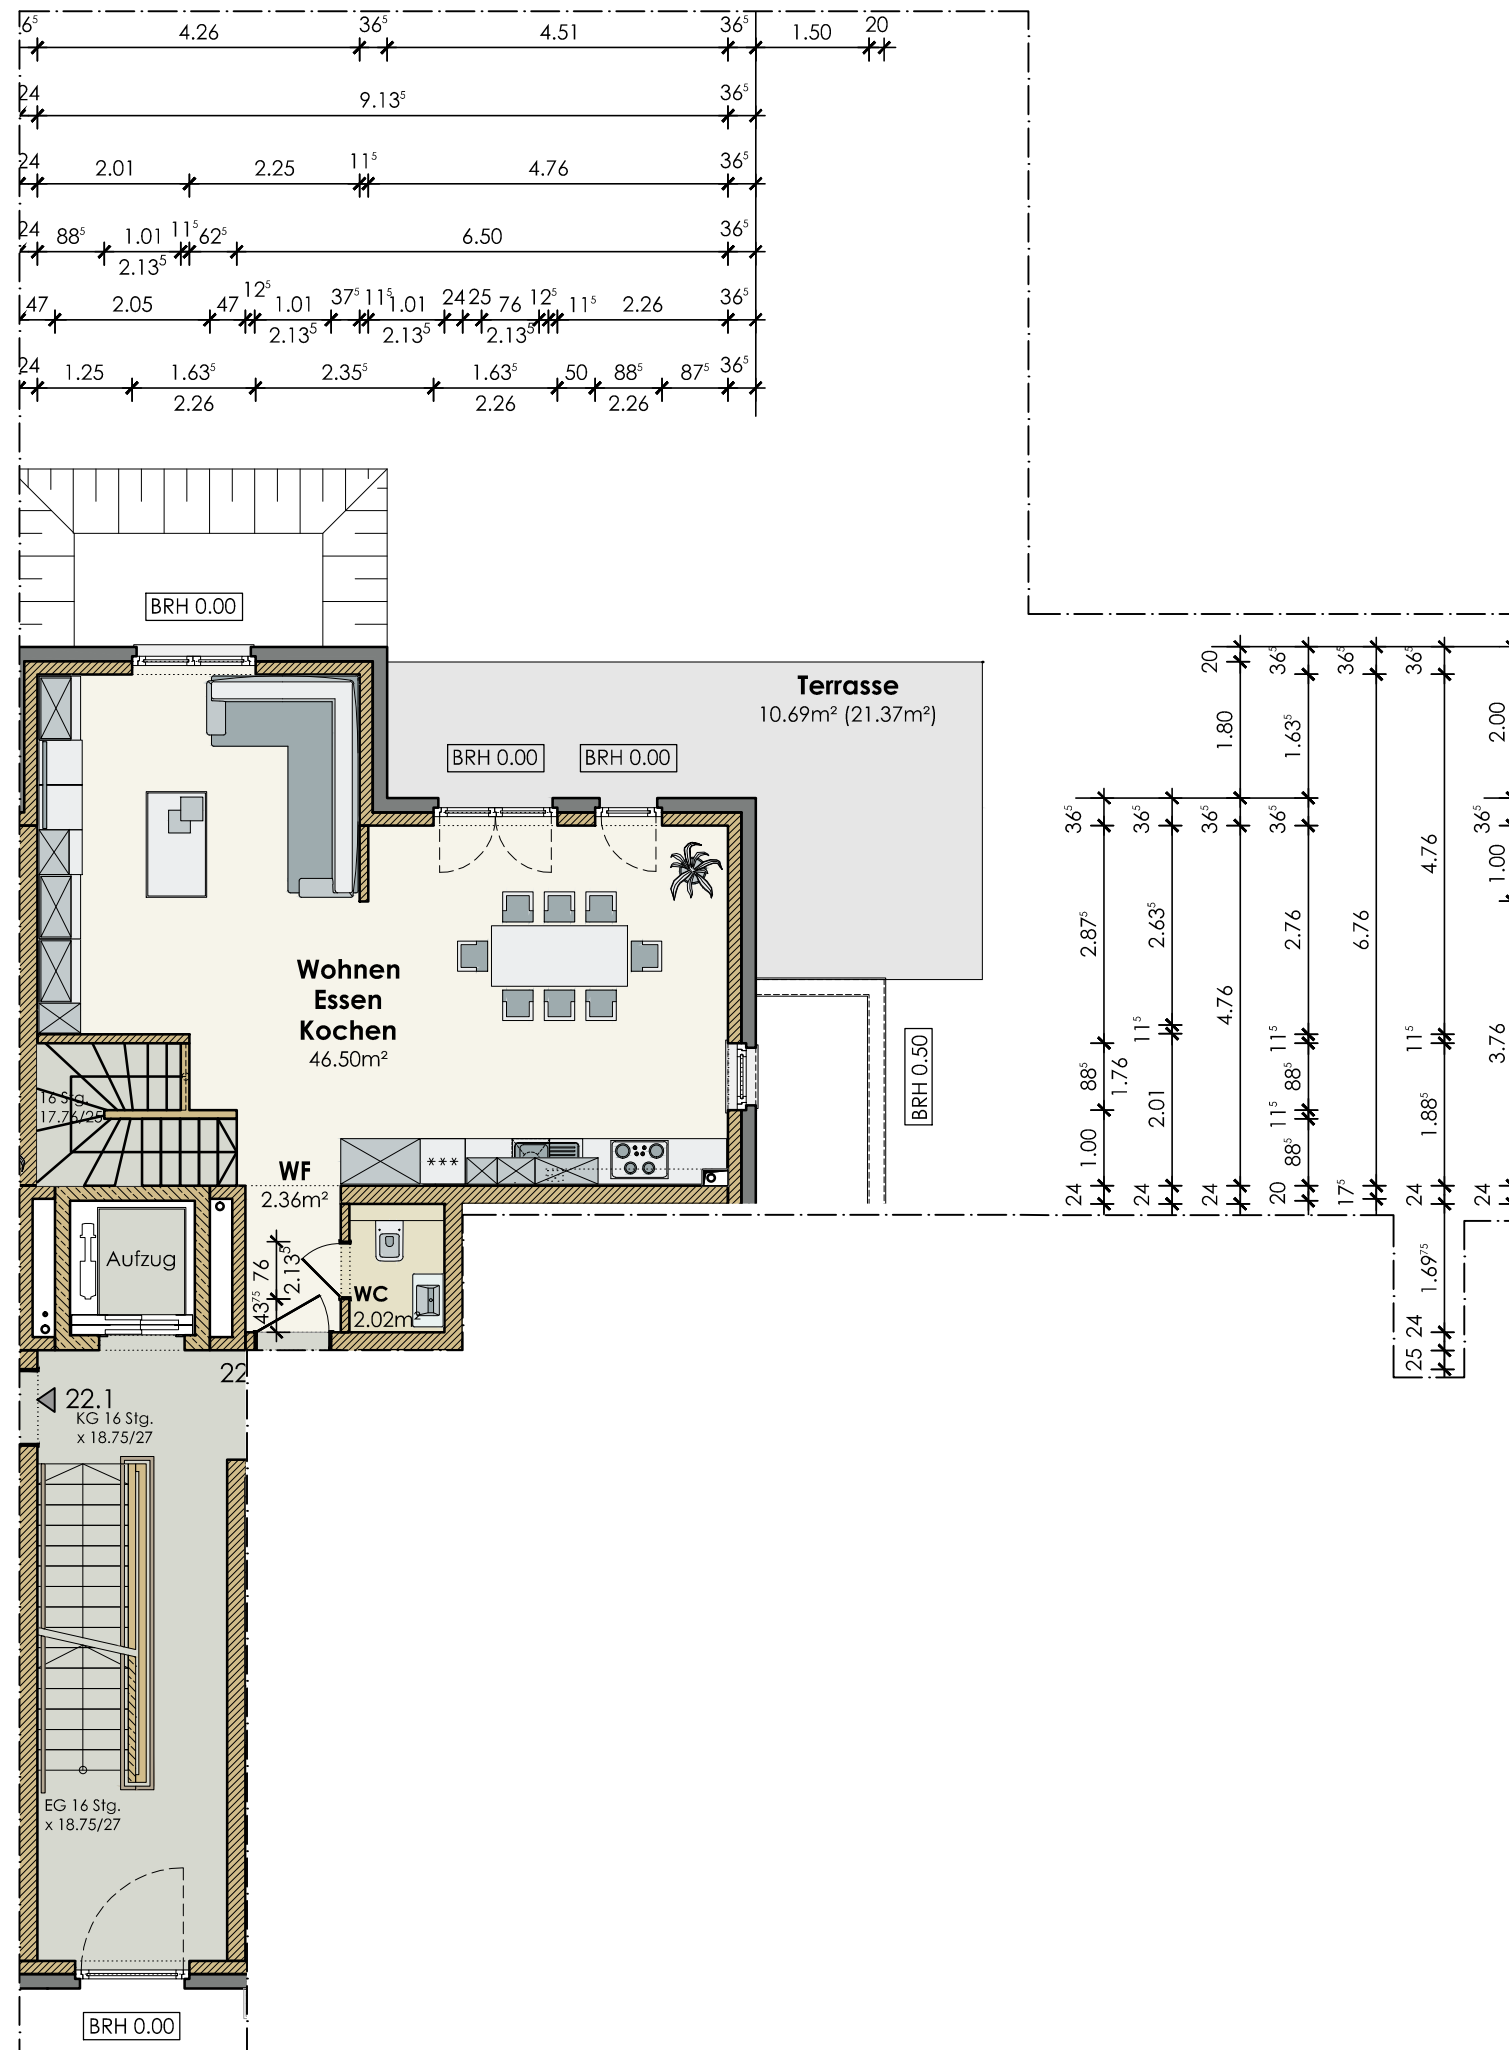 6⁵ 4.26 36⁵ 4.51 36⁵ 1.50 20
24 9.13⁵ 36⁵
24 2.01 2.25 11⁵ 4.76 36⁵
24 88⁵ 1.01 11⁵ 62⁵ 6.50 36⁵
2.13⁵
47 2.05 47 12⁵ 1.01 37⁵ 11⁵ 1.01 24 25 76 12⁵ 11⁵ 2.26 36⁵
2.13⁵ 2.13⁵ 2.13⁵
24 1.25 1.63⁵ 2.35⁵ 1.63⁵ 50 88⁵ 87⁵ 36⁵
2.26 2.26 2.26
BRH 0.00
Terrasse
10.69m² (21.37m²)
BRH 0.00 BRH 0.00
Wohnen
Essen
Kochen
46.50m²
BRH 0.50
16 Stg.
17.76/25
***
WF
2.36m²
Aufzug
43⁷⁵ 76
2.13⁵
WC
2.02m²
22
22.1
KG 16 Stg.
x 18.75/27
EG 16 Stg.
x 18.75/27
BRH 0.00
36⁵ 2.87⁵ 88⁵ 1.00 24
1.76
36⁵ 2.63⁵ 11⁵ 2.01 24
20 1.80 36⁵ 4.76 24
36⁵ 1.63⁵ 36⁵ 2.76 11⁵ 88⁵ 11⁵ 88⁵ 20
36⁵ 6.76 17⁵
36⁵ 4.76 11⁵ 1.88⁵ 24 1.69⁷⁵ 24 25
2.00 36⁵ 1.00 3.76 24